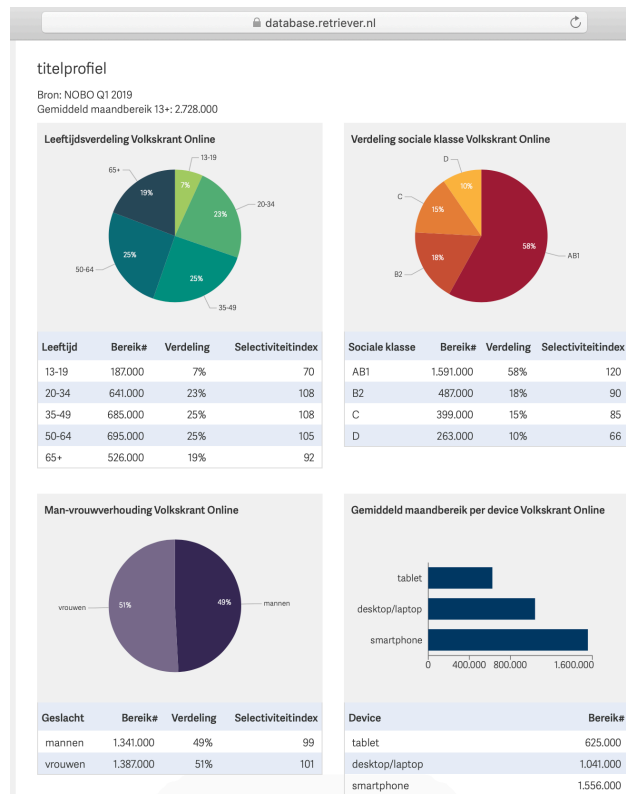 database.retriever.nl
titelprofiel
Bron: NOBO Q1 2019
Gemiddeld maandbereik 13+: 2.728.000
Leeftijdsverdeling Volkskrant Online
13-19
65+
7%
19%
20-34
23%
25%
25%
50-64
35-49
Leeftijd Bereik# Verdeling Selectiviteitindex
13-19 187.000 7% 70
20-34 641.000 23% 108
35-49 685.000 25% 108
50-64 695.000 25% 105
65+ 526.000 19% 92
Verdeling sociale klasse Volkskrant Online
D
10%
C
15%
58%
AB1
18%
B2
Sociale klasse Bereik# Verdeling Selectiviteitindex
AB1 1.591.000 58% 120
B2 487.000 18% 90
C 399.000 15% 85
D 263.000 10% 66
Man-vrouwverhouding Volkskrant Online
vrouwen 51% 49% mannen
Geslacht Bereik# Verdeling Selectiviteitindex
mannen 1.341.000 49% 99
vrouwen 1.387.000 51% 101
Gemiddeld maandbereik per device Volkskrant Online
tablet
desktop/laptop
smartphone
0 400.000 800.000 1.600.000
Device Bereik#
tablet 625.000
desktop/laptop 1.041.000
smartphone 1.556.000